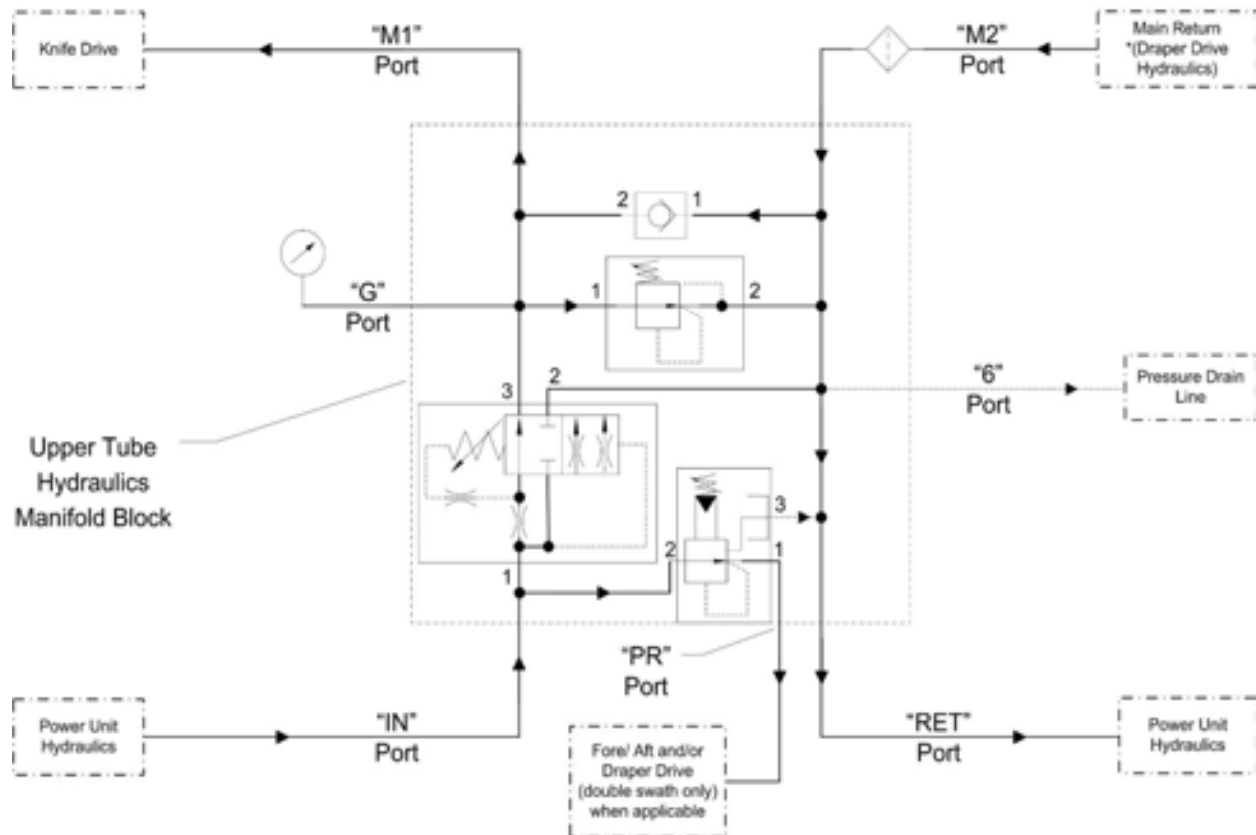 Knife Drive
“M1”
Port
“M2”
Port
Main Return
*(Draper Drive
Hydraulics)
2
1
“G”
Port
1
2
3
2
“6”
Port
Pressure Drain
Line
Upper Tube
Hydraulics
Manifold Block
3
2
1
1
“PR”
Port
Power Unit
Hydraulics
“IN”
Port
Fore/ Aft and/or
Draper Drive
(double swath only)
when applicable
“RET”
Port
Power Unit
Hydraulics